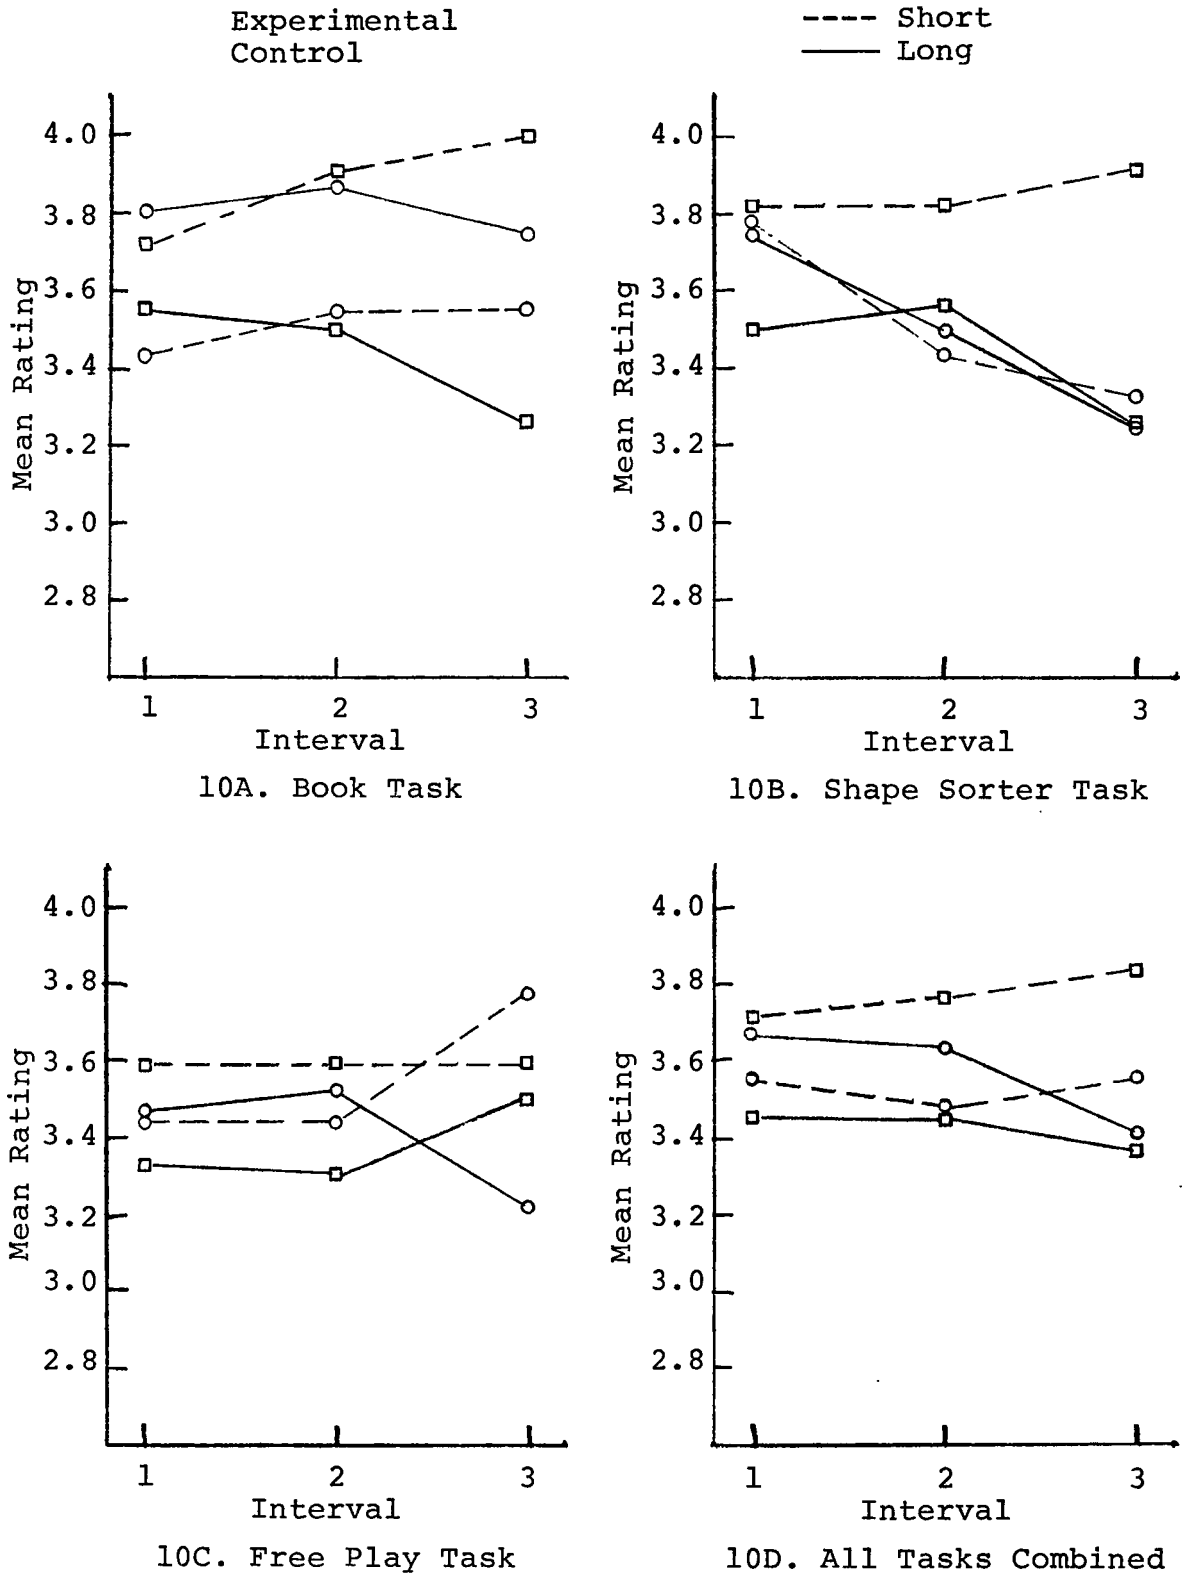 Experimental
Control
Short
Long
Mean Rating
4.0
3.8
3.6
3.4
3.2
3.0
2.8
1 2 3
Interval
10A. Book Task
Mean Rating
4.0
3.8
3.6
3.4
3.2
3.0
2.8
1 2 3
Interval
10B. Shape Sorter Task
Mean Rating
4.0
3.8
3.6
3.4
3.2
3.0
2.8
1 2 3
Interval
10C. Free Play Task
Mean Rating
4.0
3.8
3.6
3.4
3.2
3.0
2.8
1 2 3
Interval
10D. All Tasks Combined